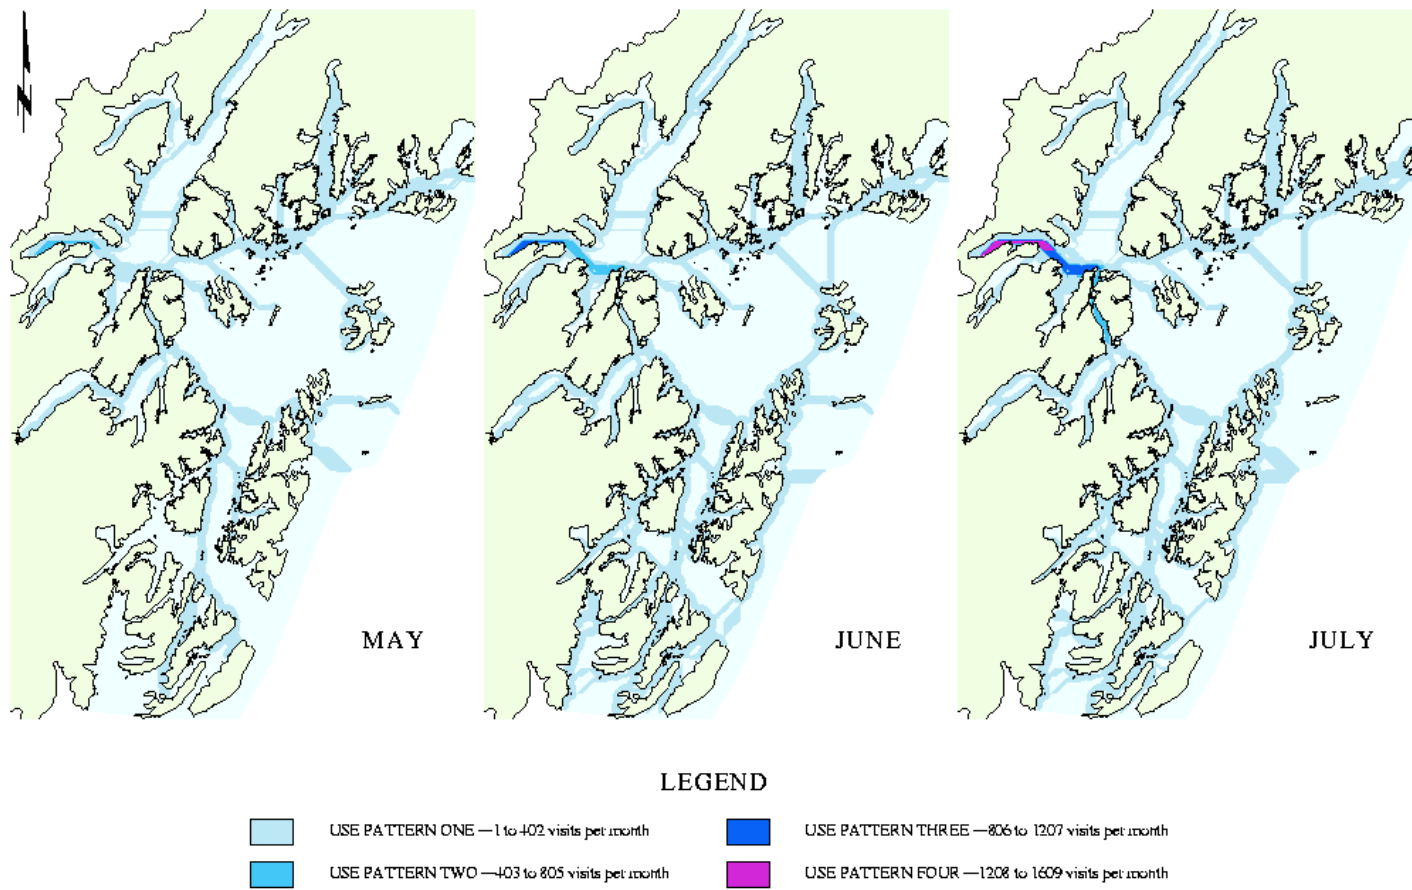 N
MAY
JUNE
JULY
LEGEND
USE PATTERN ONE —1 to 402 visits per month
USE PATTERN THREE —806 to 1207 visits per month
USE PATTERN TWO —403 to 805 visits per month
USE PATTERN FOUR —1208 to 1609 visits per month